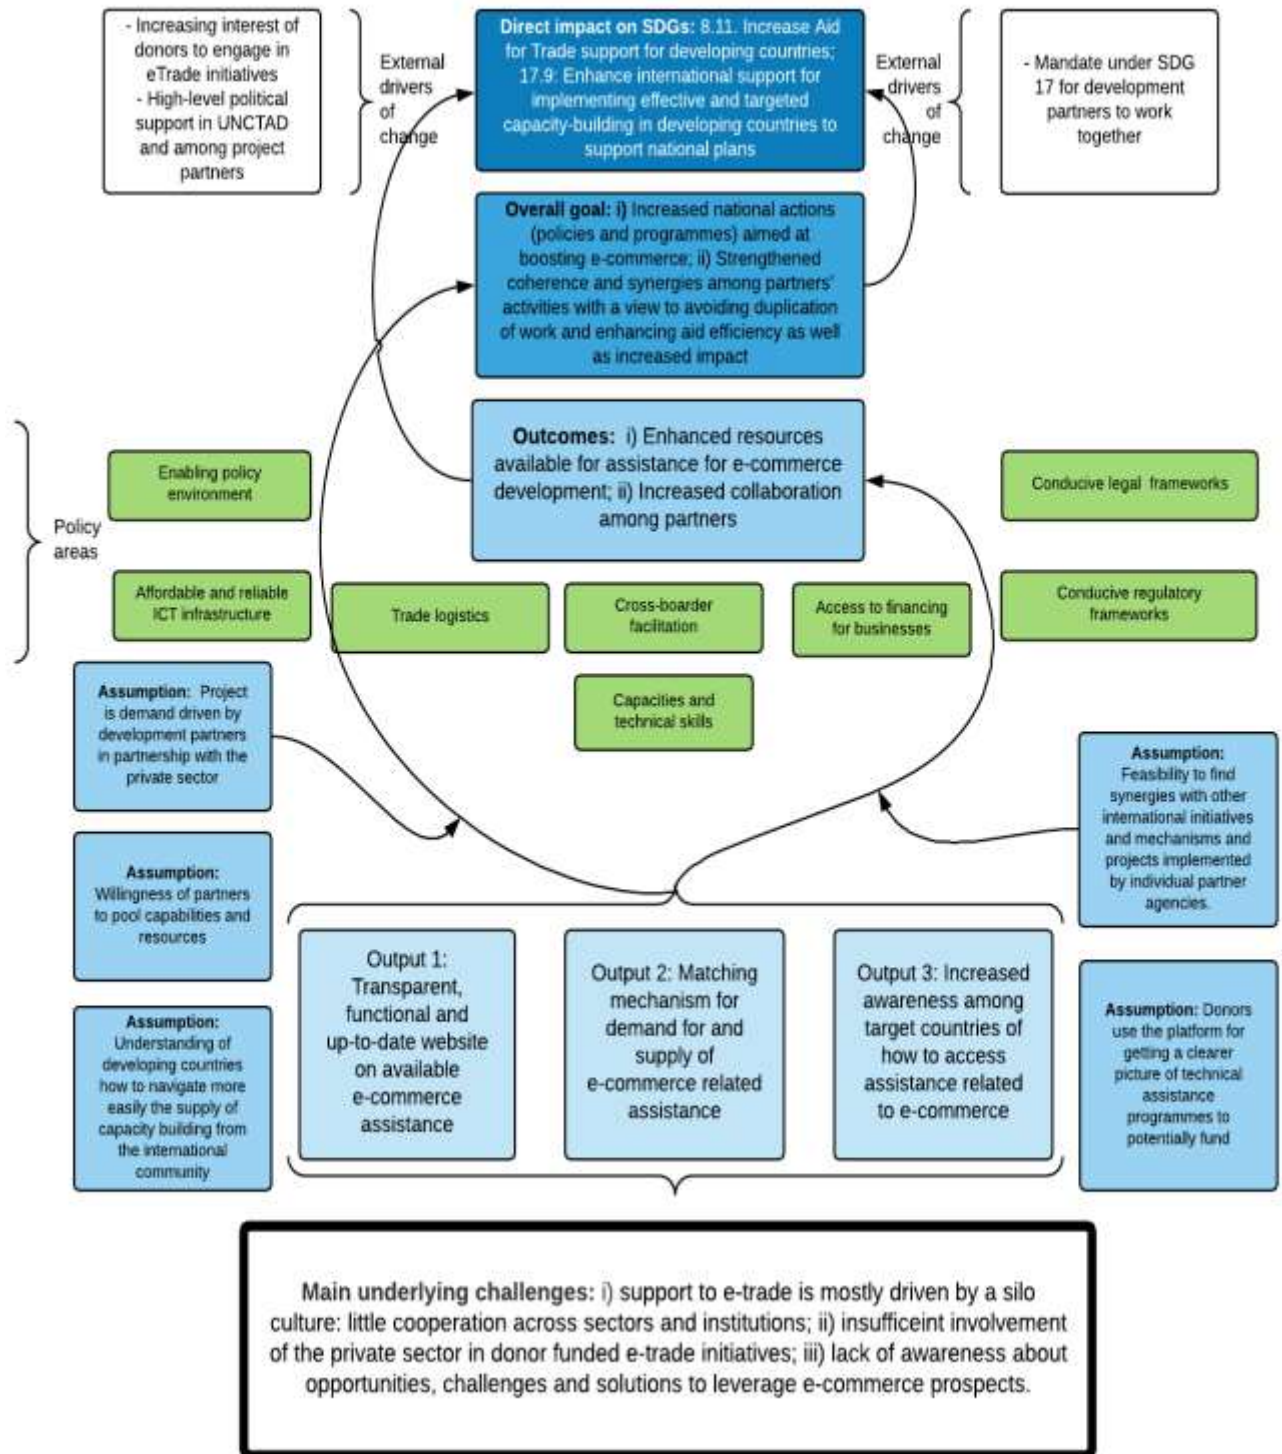 - Increasing interest of
donors to engage in
eTrade initiatives
- High-level political
support in UNCTAD
and among project
partners
External
drivers
of
change
Direct impact on SDGs: 8.11. Increase Aid
for Trade support for developing countries;
17.9: Enhance international support for
implementing effective and targeted
capacity-building in developing countries to
support national plans
External
drivers
of
change
- Mandate under SDG
17 for development
partners to work
together
Overall goal: i) Increased national actions
(policies and programmes) aimed at
boosting e-commerce; ii) Strengthened
coherence and synergies among partners'
activities with a view to avoiding duplication
of work and enhancing aid efficiency as well
as increased impact
Outcomes: i) Enhanced resources
available for assistance for e-commerce
development; ii) Increased collaboration
among partners
Policy
areas
Enabling policy
environment
Conducive legal frameworks
Affordable and reliable
ICT infrastructure
Trade logistics
Cross-boarder
facilitation
Access to financing
for businesses
Conducive regulatory
frameworks
Capacities and
technical skills
Assumption: Project
is demand driven by
development partners
in partnership with the
private sector
Assumption:
Willingness of partners
to pool capabilities and
resources
Assumption:
Understanding of
developing countries
how to navigate more
easily the supply of
capacity building from
the international
community
Assumption:
Feasibility to find
synergies with other
international initiatives
and mechanisms and
projects implemented
by individual partner
agencies.
Assumption: Donors
use the platform for
getting a clearer
picture of technical
assistance
programmes to
potentially fund
Output 1:
Transparent,
functional and
up-to-date website
on available
e-commerce
assistance
Output 2: Matching
mechanism for
demand for and
supply of
e-commerce related
assistance
Output 3: Increased
awareness among
target countries of
how to access
assistance related
to e-commerce
Main underlying challenges: i) support to e-trade is mostly driven by a silo
culture: little cooperation across sectors and institutions; ii) insufficeint involvement
of the private sector in donor funded e-trade initiatives; iii) lack of awareness about
opportunities, challenges and solutions to leverage e-commerce prospects.